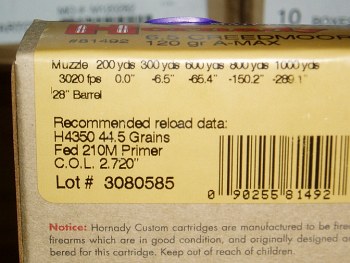 10 BOXES
H
#81492 6.5 CREEDMOOR
120 gr A-MAX
Muzzle 200 yds 300 yds 600 yds 800 yds 1000 yds
3020 fps 0.0" -6.5" -65.4" -150.2" -289.1"
28" Barrel
Recommended reload data:
H4350 44.5 Grains
Fed 210M Primer
C.O.L. 2.720"
Lot # 3080585
0 90255 81492
Notice: Hornady Custom cartridges are manufactured to be fire
firearms which are in good condition, and originally designed a
bered for this cartridge. Keep out of reach of children.